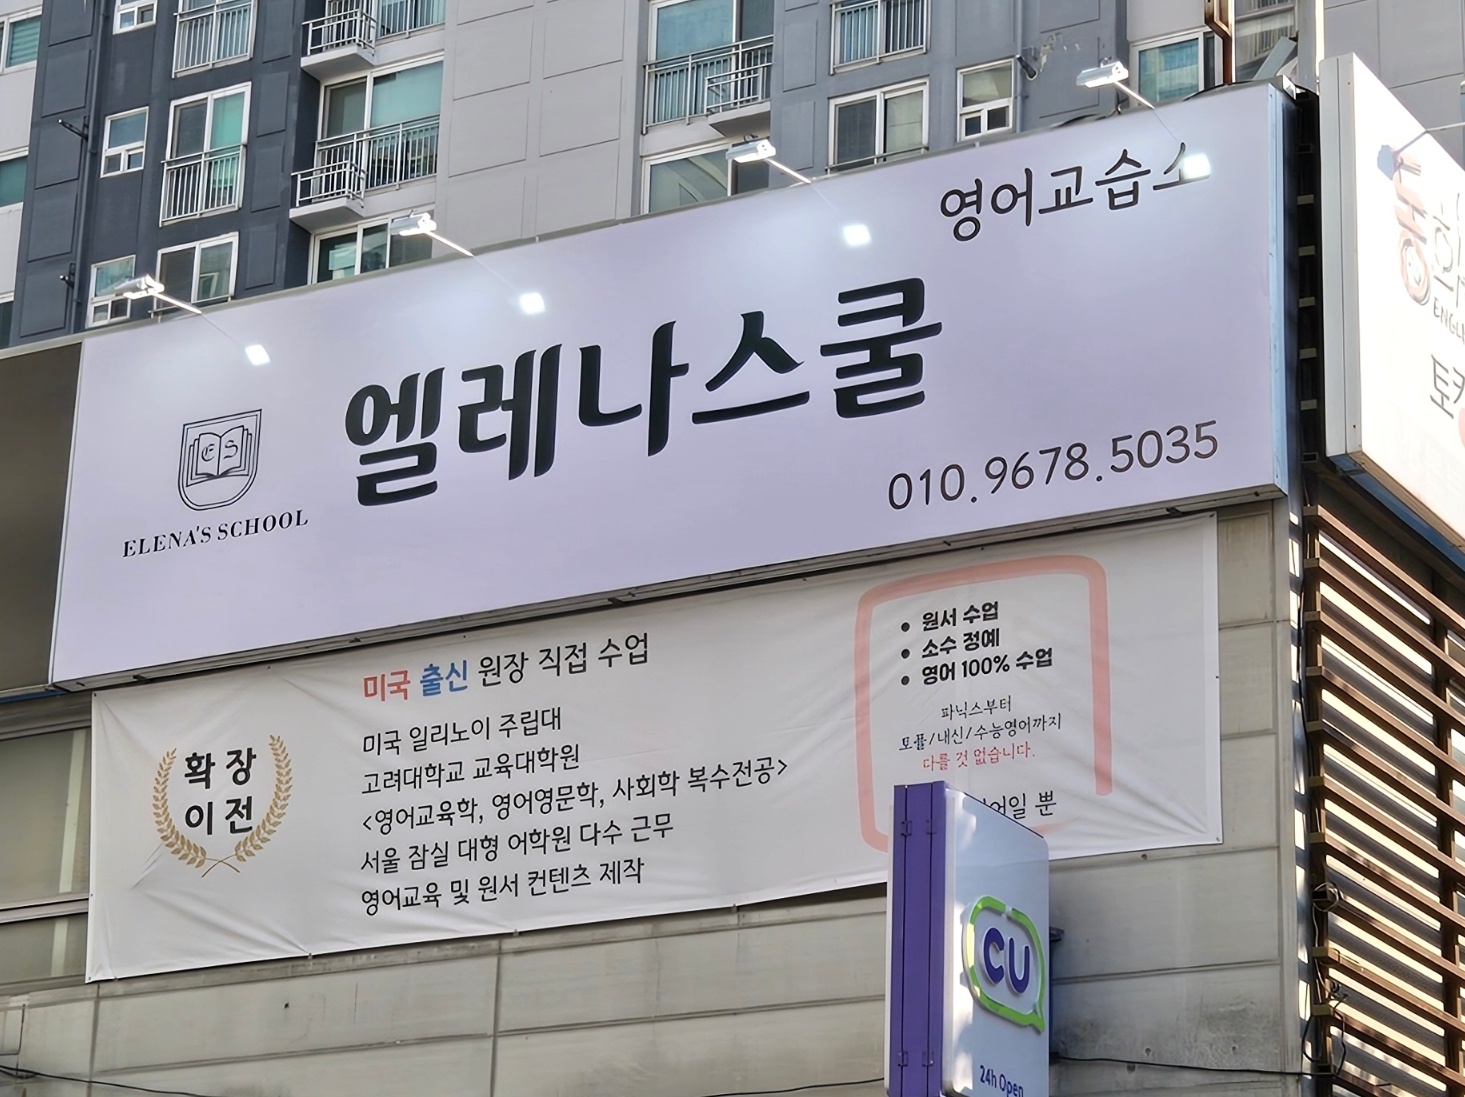 영어교습소
엘레나스쿨
E S
ELENA'S SCHOOL
010.9678.5035
확장
이전
미국 출신 원장 직접 수업
미국 일리노이 주립대
고려대학교 교육대학원
<영어교육학, 영어영문학, 사회학 복수전공>
서울 잠실 대형 어학원 다수 근무
영어교육 및 원서 컨텐츠 제작
• 원서 수업
• 소수 정예
• 영어 100% 수업
파닉스부터
토플/내신/수능영어까지
다를 것 없습니다.
뿐
CU
24h Open